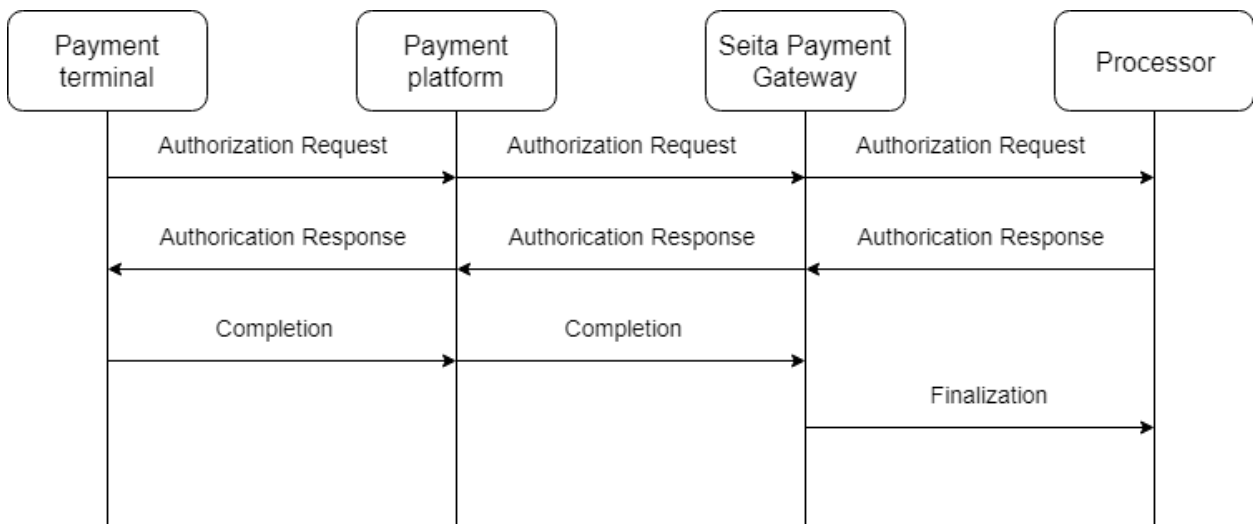 Payment
terminal
Payment
platform
Seita Payment
Gateway
Processor
Authorization Request
Authorization Request
Authorization Request
Authorication Response
Authorication Response
Authorication Response
Completion
Completion
Finalization